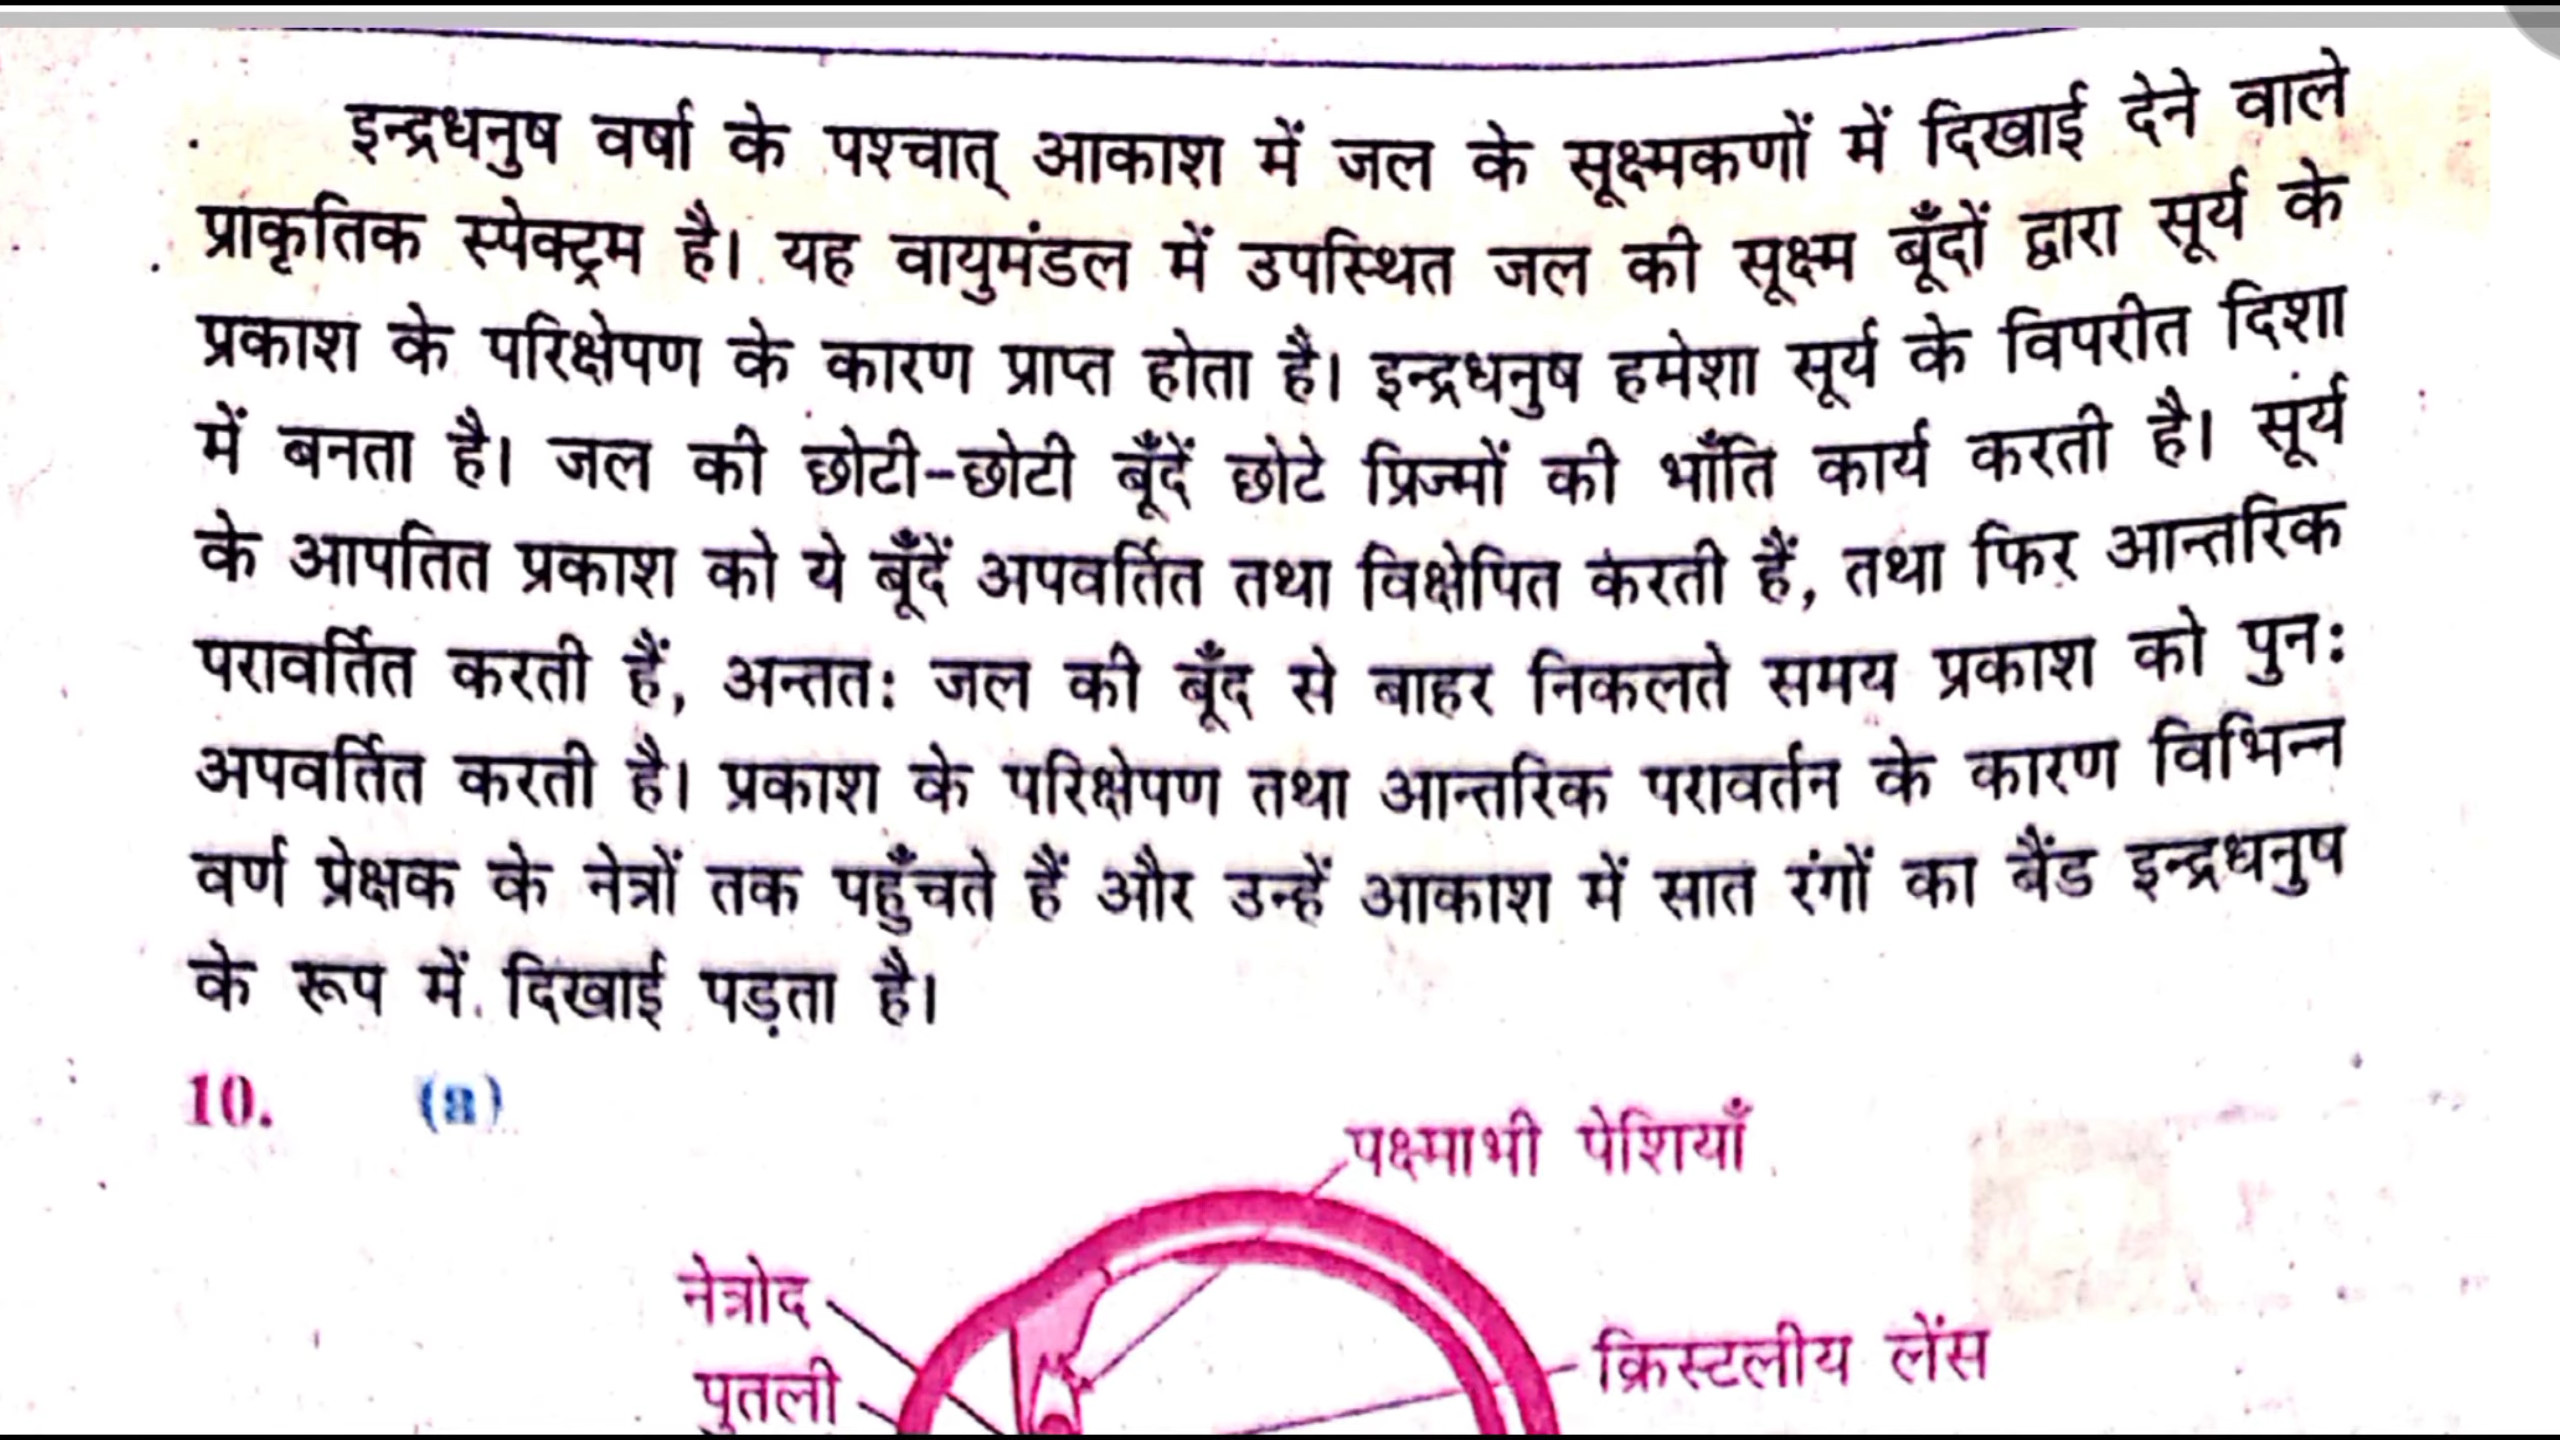 इन्द्रधनुष वर्षा के पश्चात् आकाश में जल के सूक्ष्मकणों में दिखाई देने वाले
प्राकृतिक स्पेक्ट्रम है। यह वायुमंडल में उपस्थित जल की सूक्ष्म बूँदों द्वारा सूर्य के
प्रकाश के परिक्षेपण के कारण प्राप्त होता है। इन्द्रधनुष हमेशा सूर्य के विपरीत दिशा
में बनता है। जल की छोटी-छोटी बूँदें छोटे प्रिज्मों की भाँति कार्य करती है। सूर्य
के आपतित प्रकाश को ये बूँदें अपवर्तित तथा विक्षेपित करती हैं, तथा फिर आन्तरिक
परावर्तित करती हैं, अन्ततः जल की बूँद से बाहर निकलते समय प्रकाश को पुनः
अपवर्तित करती है। प्रकाश के परिक्षेपण तथा आन्तरिक परावर्तन के कारण विभिन्न
वर्ण प्रेक्षक के नेत्रों तक पहुँचते हैं और उन्हें आकाश में सात रंगों का बैंड इन्द्रधनुष
के रूप में दिखाई पड़ता है।
10. (a)
पक्ष्माभी पेशियाँ
नेत्रोद
क्रिस्टलीय लेंस
पुतली